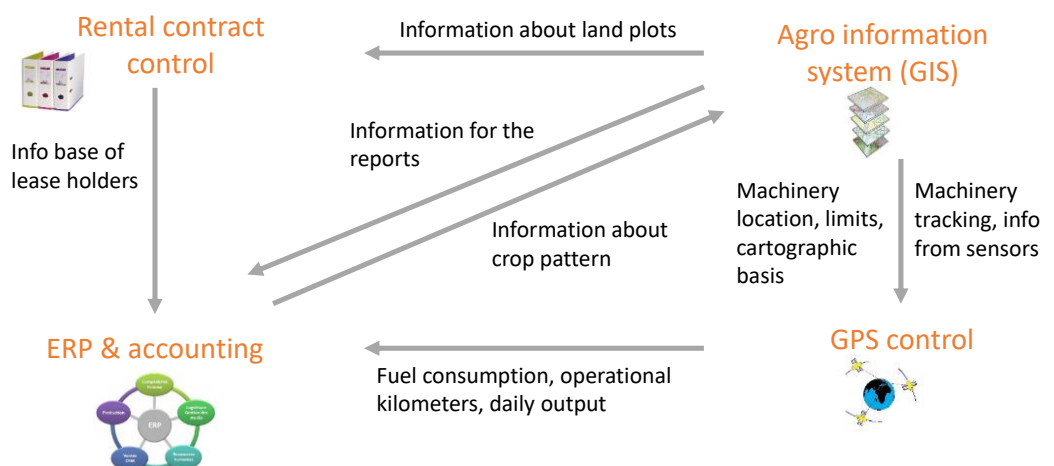 Rental contract
control
Information about land plots
Agro information
system (GIS)
Info base of
lease holders
Information for the
reports
Information about
crop pattern
Machinery
location, limits,
cartographic
basis
Machinery
tracking, info
from sensors
ERP & accounting
GPS control
Fuel consumption, operational
kilometers, daily output
Production
ERP